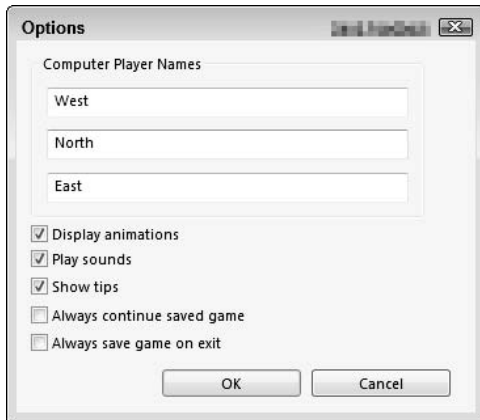 Options
Computer Player Names
West
North
East
Display animations
Play sounds
Show tips
Always continue saved game
Always save game on exit
OK
Cancel